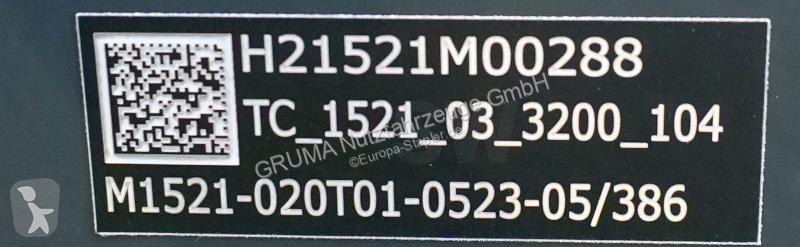 H21521M00288
TC_1521_03_3200_104
GRUMA Nutzfahrzeuge GmbH
©Europa-Stapler.de
M1521-020T01-0523-05/386